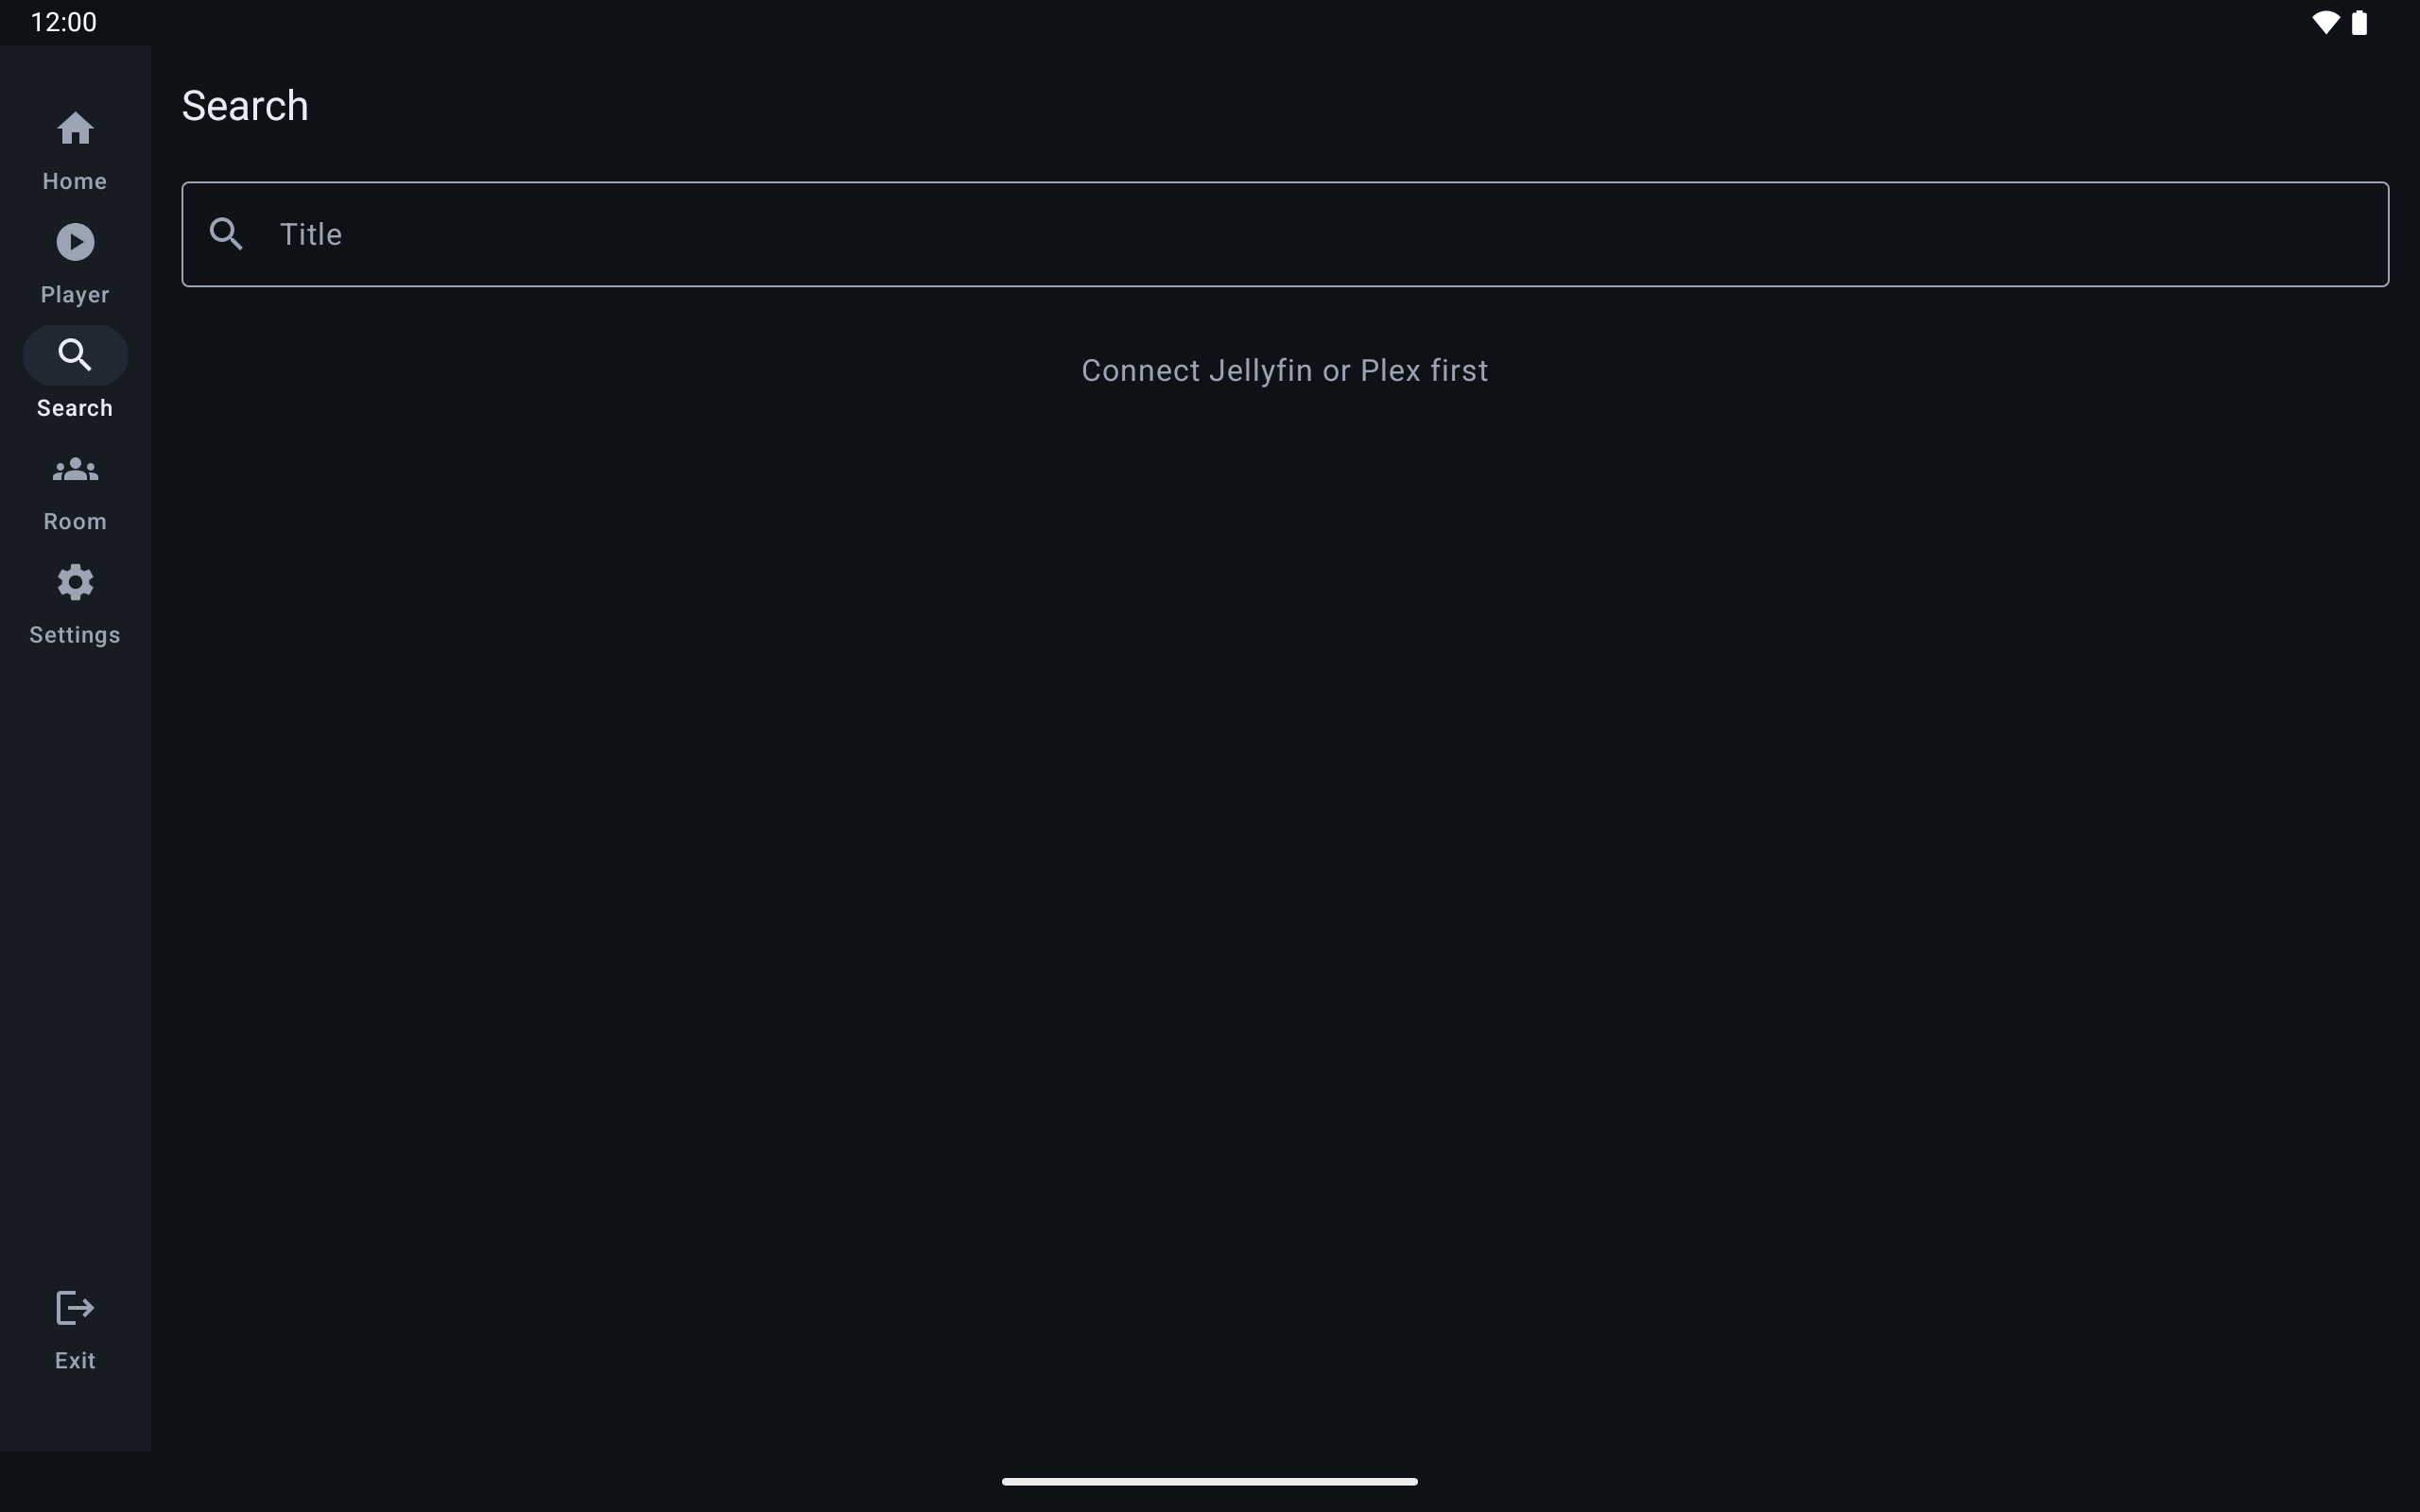 12:00
Search
Home
Title
Player
Connect Jellyfin or Plex first
Search
Room
Settings
Exit